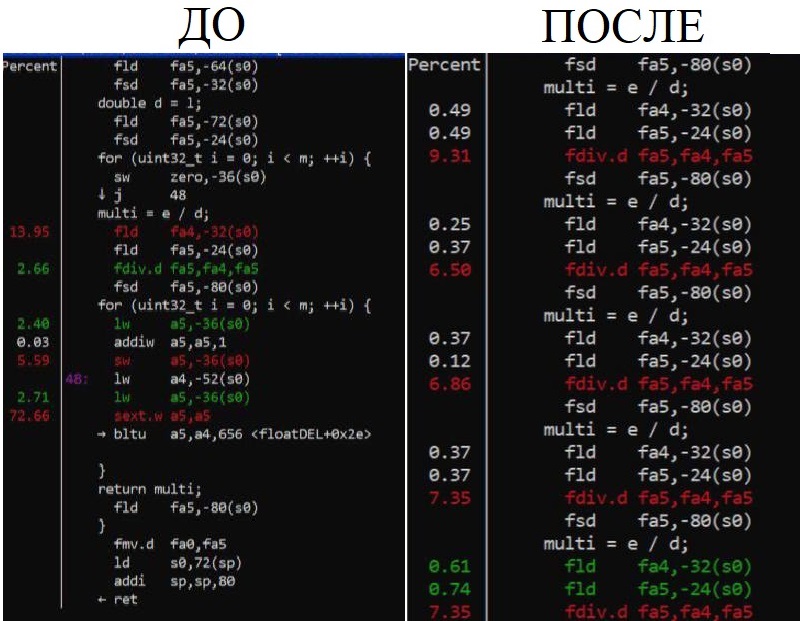 ДО
Percent
fld fa5,-64(s0)
fsd fa5,-32(s0)
double d = l;
fld fa5,-72(s0)
fsd fa5,-24(s0)
for (uint32_t i = 0; i < m; ++i) {
sw zero,-36(s0)
↓ j 48
multi = e / d;
13.95 fld fa4,-32(s0)
fld fa5,-24(s0)
2.66 fdiv.d fa5,fa4,fa5
fsd fa5,-80(s0)
for (uint32_t i = 0; i < m; ++i) {
2.40 lw a5,-36(s0)
0.03 addiw a5,a5,1
5.59 sw a5,-36(s0)
48: lw a4,-52(s0)
2.71 lw a5,-36(s0)
72.66 sext.w a5,a5
→ bltu a5,a4,656 <floatDEL+0x2e>
}
return multi;
fld fa5,-80(s0)
}
fmv.d fa0,fa5
ld s0,72(sp)
addi sp,sp,80
← ret
ПОСЛЕ
Percent
fsd fa5,-80(s0)
multi = e / d;
0.49 fld fa4,-32(s0)
0.49 fld fa5,-24(s0)
9.31 fdiv.d fa5,fa4,fa5
fsd fa5,-80(s0)
multi = e / d;
0.25 fld fa4,-32(s0)
0.37 fld fa5,-24(s0)
6.50 fdiv.d fa5,fa4,fa5
fsd fa5,-80(s0)
multi = e / d;
0.37 fld fa4,-32(s0)
0.12 fld fa5,-24(s0)
6.86 fdiv.d fa5,fa4,fa5
fsd fa5,-80(s0)
multi = e / d;
0.37 fld fa4,-32(s0)
0.37 fld fa5,-24(s0)
7.35 fdiv.d fa5,fa4,fa5
fsd fa5,-80(s0)
multi = e / d;
0.61 fld fa4,-32(s0)
0.74 fld fa5,-24(s0)
7.35 fdiv.d fa5,fa4,fa5